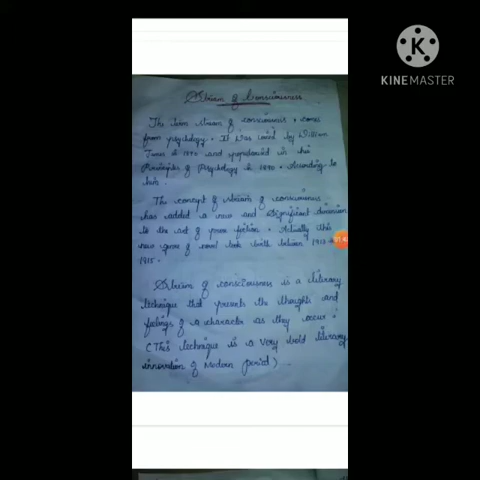 KINEMASTER
Stream of Consciousness
The term stream of consciousness comes
from psychology. It was by William
James in and in his
Principles of Psychology in 1890. According to
him.
The concept of stream of consciousness
has added a new and significant dimension
to the art of prose fiction. Actually this
new genre of novel took birth between 1913 -
1915.
Stream of consciousness is a literary
technique that presents the thoughts and
feelings of a character as they occur.
(This technique is a very bold literary
innovation of Modern period) ...